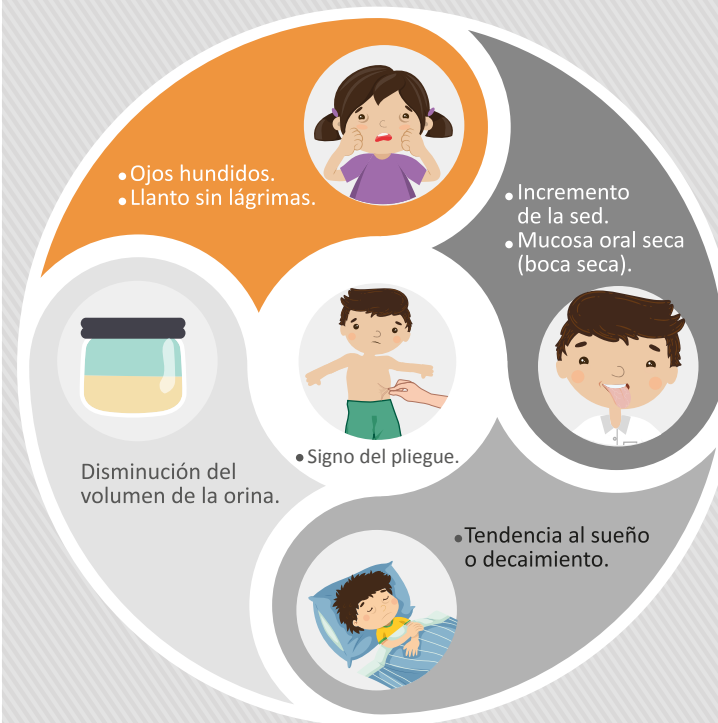 • Ojos hundidos.
• Llanto sin lágrimas.
• Incremento
de la sed.
• Mucosa oral seca
(boca seca).
• Signo del pliegue.
Disminución del
volumen de la orina.
• Tendencia al sueño
o decaimiento.